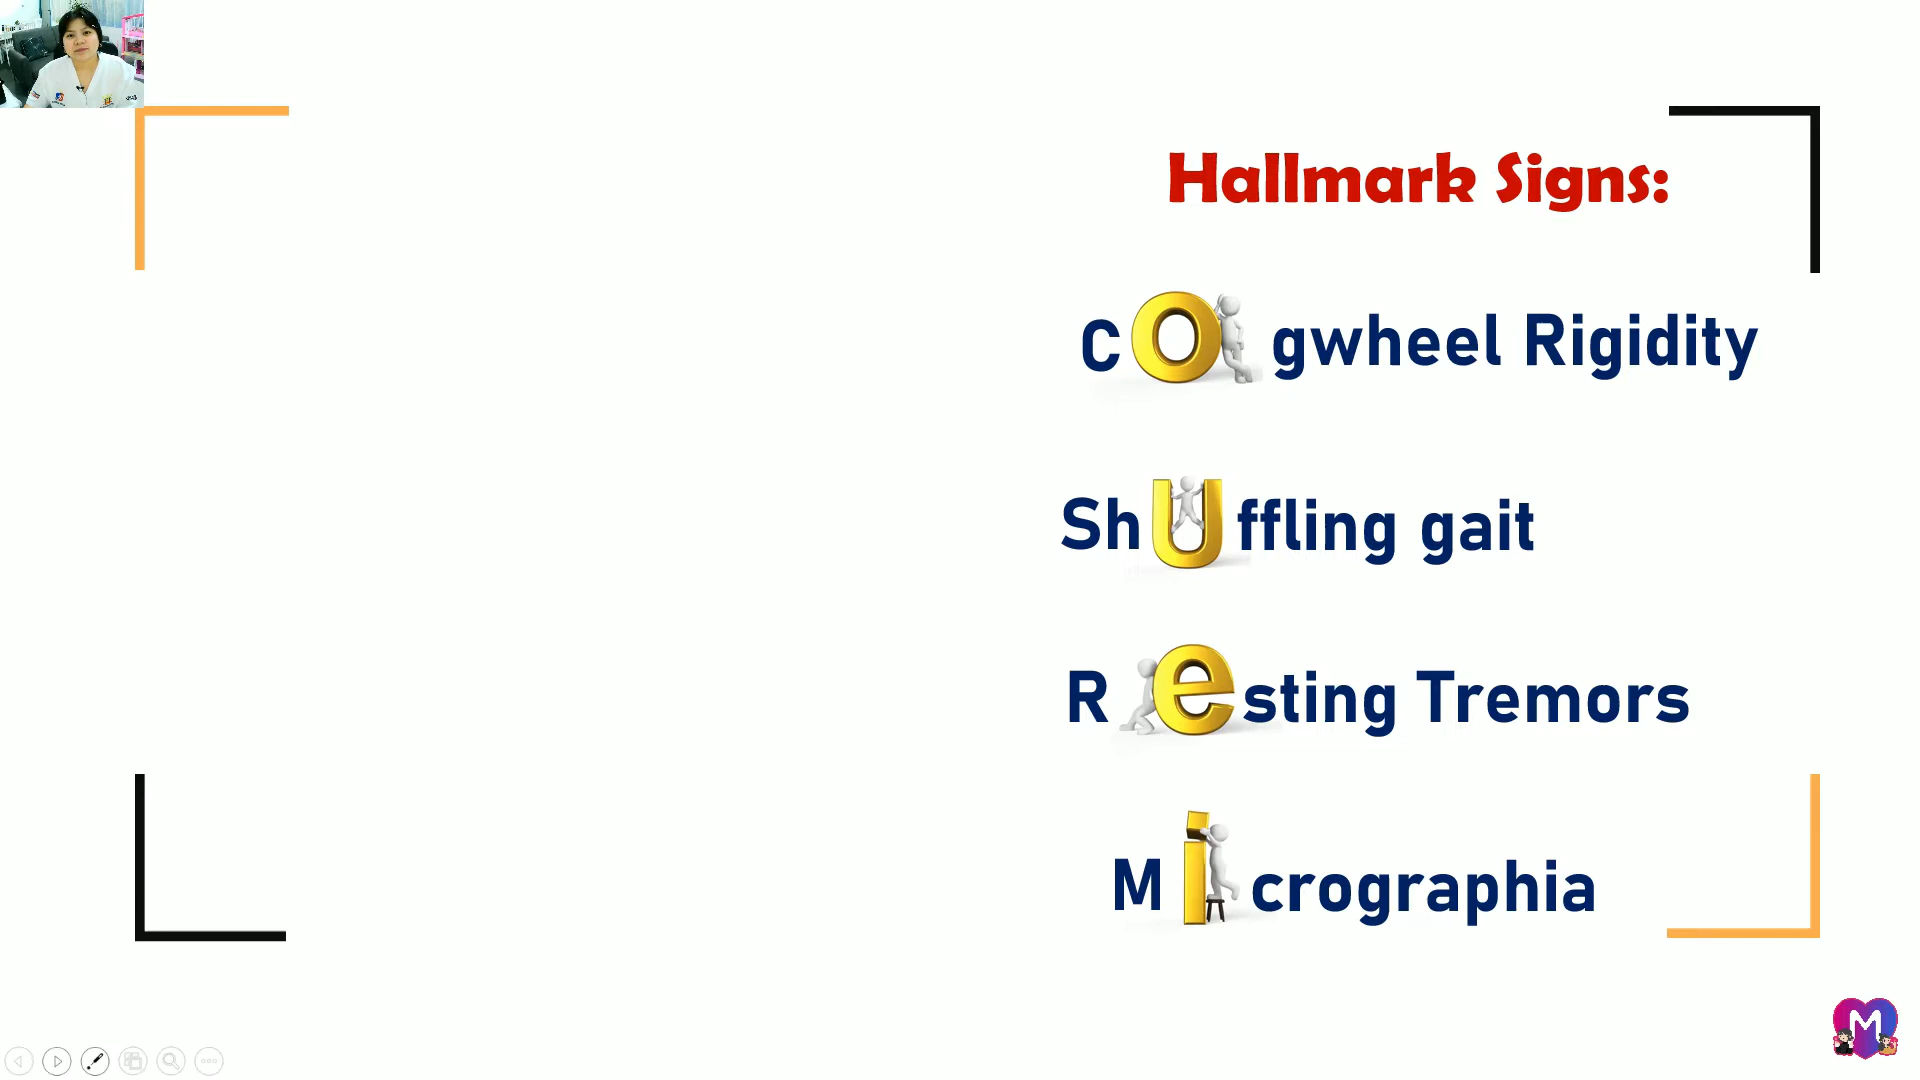 Hallmark Signs:
Cogwheel Rigidity
Shuffling gait
Resting Tremors
Micrographia
M